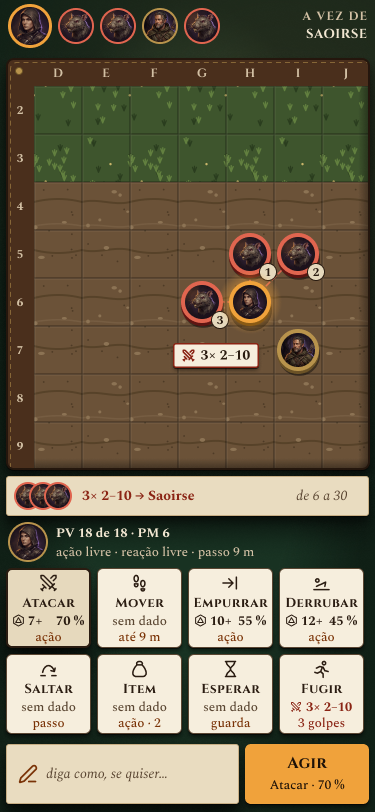 A VEZ DE
SAOIRSE
D E F G H I J
2
3
4
5
1
2
6
3
7
3× 2–10
8
9
3× 2–10 → Saoirse
de 6 a 30
PV 18 de 18 · PM 6
ação livre · reação livre · passo 9 m
ATACAR
7+ 70 %
ação
MOVER
sem dado
até 9 m
EMPURRAR
10+ 55 %
ação
DERRUBAR
12+ 45 %
ação
SALTAR
sem dado
passo
ITEM
sem dado
ação · 2
ESPERAR
sem dado
guarda
FUGIR
3× 2–10
3 golpes
diga como, se quiser...
AGIR
Atacar · 70 %